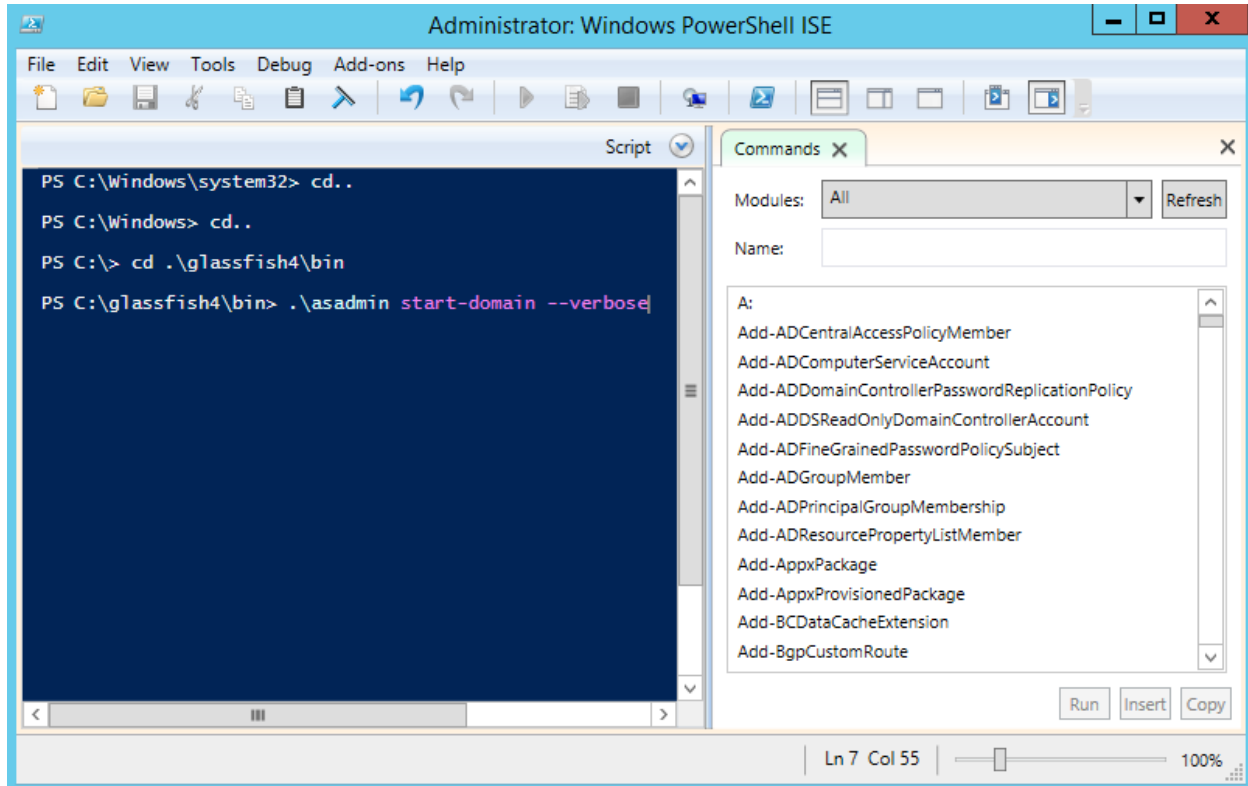 Administrator: Windows PowerShell ISE
File Edit View Tools Debug Add-ons Help
Script
PS C:\Windows\system32> cd..
PS C:\Windows> cd..
PS C:\> cd .\glassfish4\bin
PS C:\glassfish4\bin> .\asadmin start-domain --verbose
Commands
Modules: All Refresh
Name:
A:
Add-ADCentralAccessPolicyMember
Add-ADComputerServiceAccount
Add-ADDomainControllerPasswordReplicationPolicy
Add-ADDSReadOnlyDomainControllerAccount
Add-ADFineGrainedPasswordPolicySubject
Add-ADGroupMember
Add-ADPrincipalGroupMembership
Add-ADResourcePropertyListMember
Add-AppxPackage
Add-AppxProvisionedPackage
Add-BCDataCacheExtension
Add-BgpCustomRoute
Run Insert Copy
Ln 7 Col 55 100%